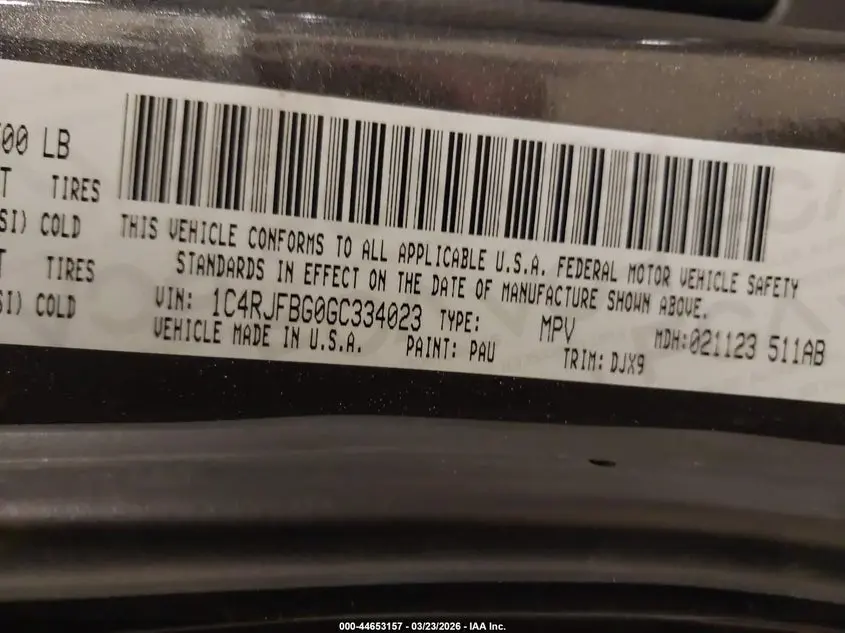 00 LB
T TIRES
SI) COLD
T TIRES
SI) COLD
THIS VEHICLE CONFORMS TO ALL APPLICABLE U.S.A. FEDERAL MOTOR VEHICLE SAFETY
STANDARDS IN EFFECT ON THE DATE OF MANUFACTURE SHOWN ABOVE.
VIN: 1C4RJFBG0GC334023 TYPE: MPV MDH:021123 511AB
VEHICLE MADE IN U.S.A. PAINT: PAU TRIM: DJX9
000-44653157 - 03/23/2026 - IAA Inc.